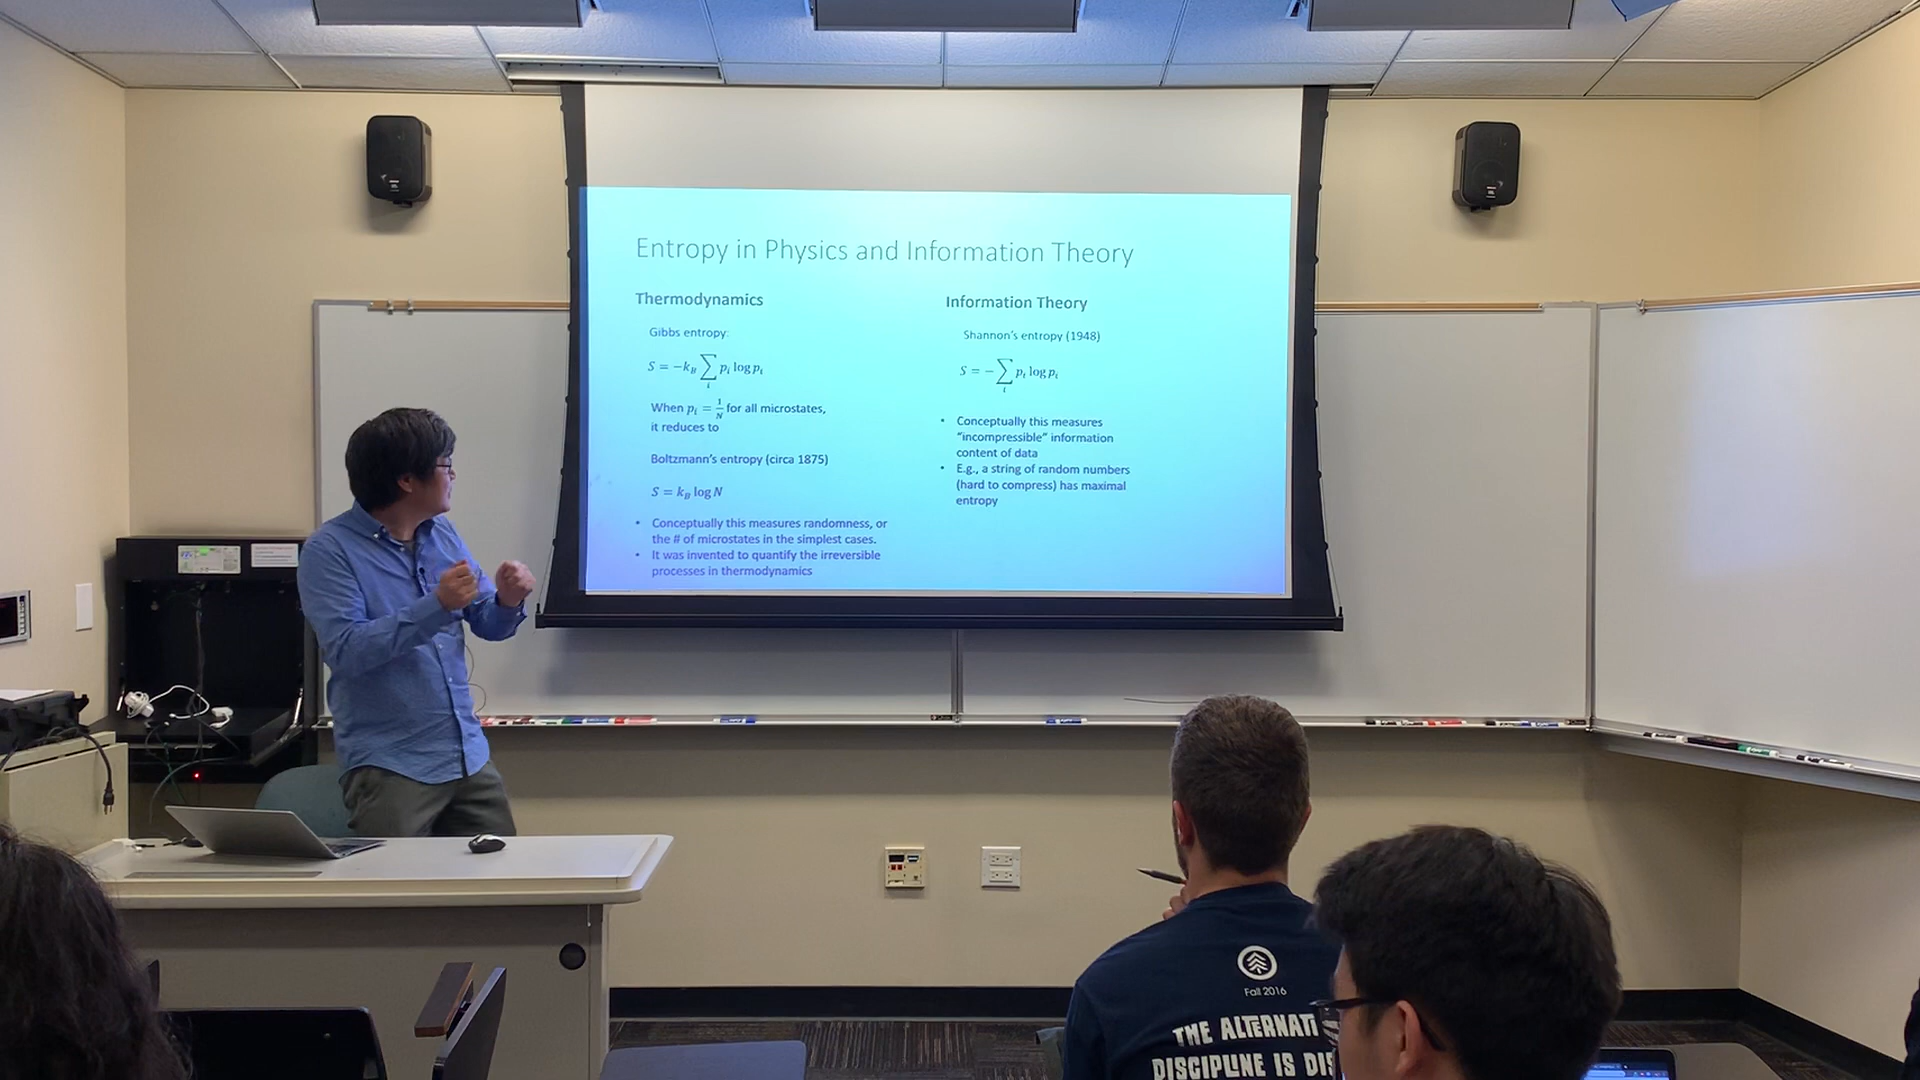 Entropy in Physics and Information Theory
Thermodynamics
Gibbs entropy:
S = −k_B ∑_i p_i log p_i
When p_i = 1/N for all microstates,
it reduces to
Boltzmann's entropy (circa 1875)
S = k_B log N
• Conceptually this measures randomness, or
the # of microstates in the simplest cases.
• It was invented to quantify the irreversible
processes in thermodynamics
Information Theory
Shannon's entropy (1948)
S = − ∑_i p_i log p_i
• Conceptually this measures
"incompressible" information
content of data
• E.g., a string of random numbers
(hard to compress) has maximal
entropy
Fall 2016
THE ALTERNATI
DISCIPLINE IS DIS